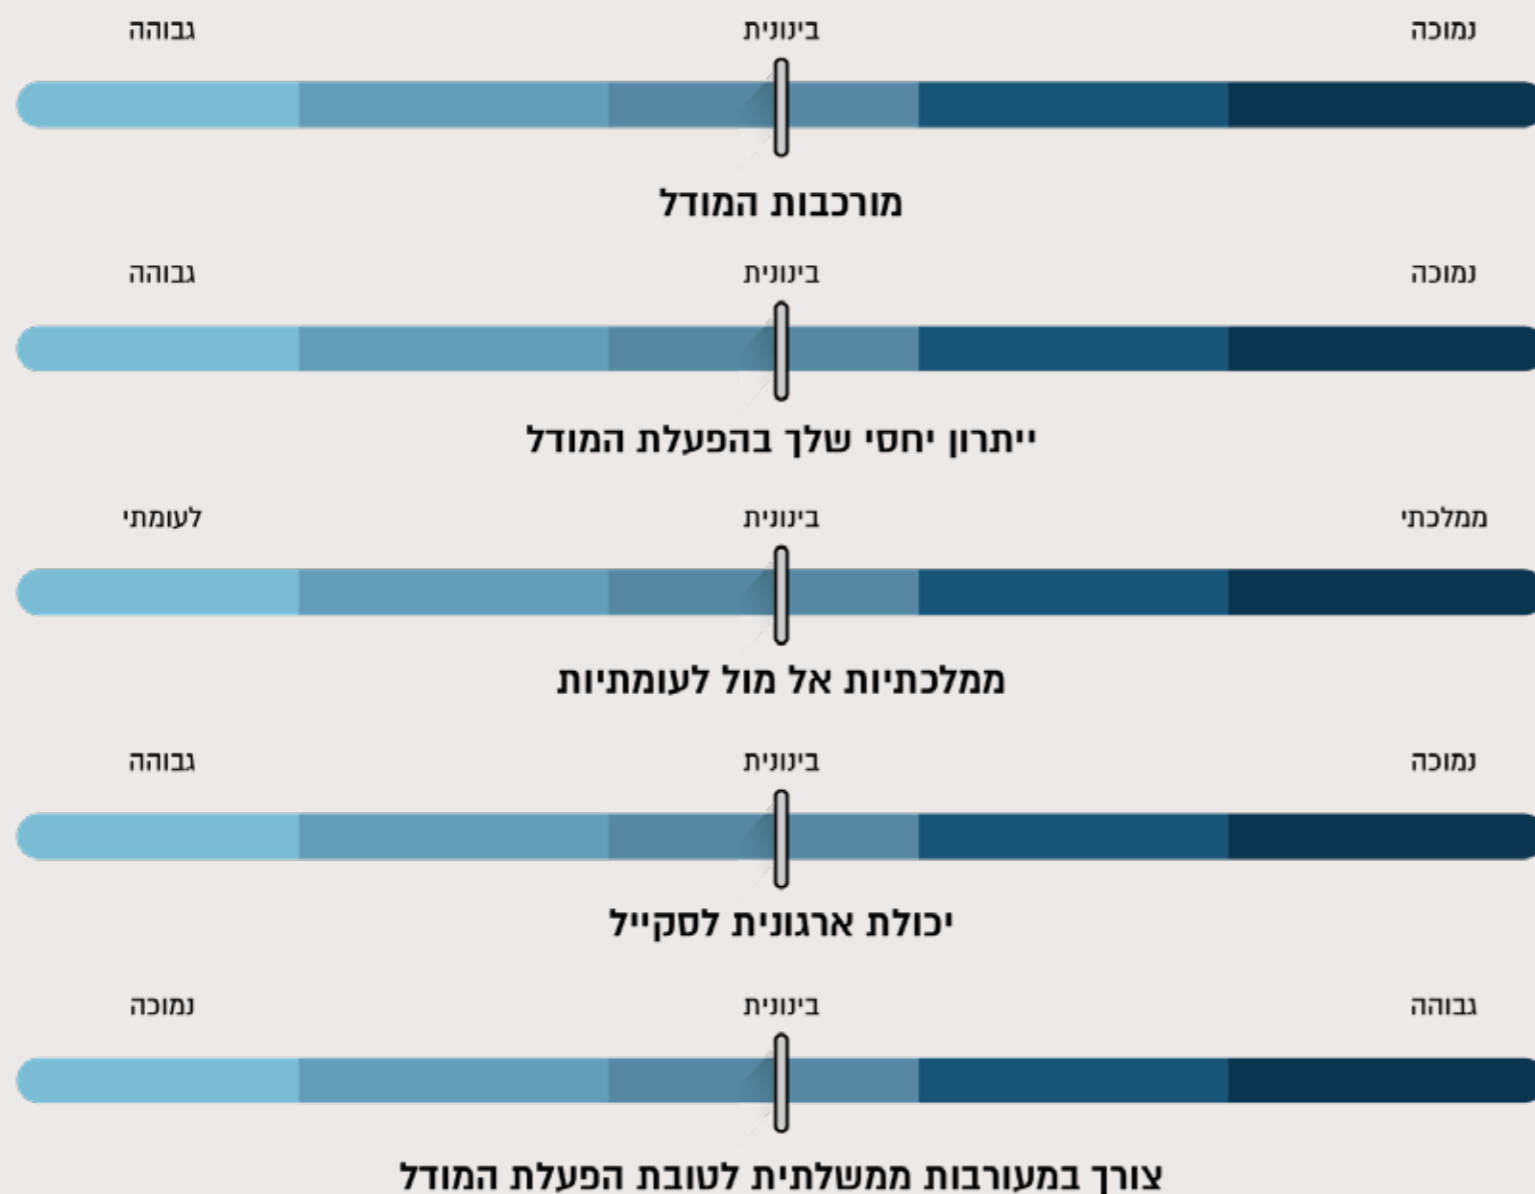 נמוכה בינונית גבוהה
מורכבות המודל
נמוכה בינונית גבוהה
ייתרון יחסי שלך בהפעלת המודל
ממלכתי בינונית לעומתי
ממלכתיות אל מול לעומתיות
נמוכה בינונית גבוהה
יכולת ארגונית לסקייל
גבוהה בינונית נמוכה
צורך במעורבות ממשלתית לטובת הפעלת המודל